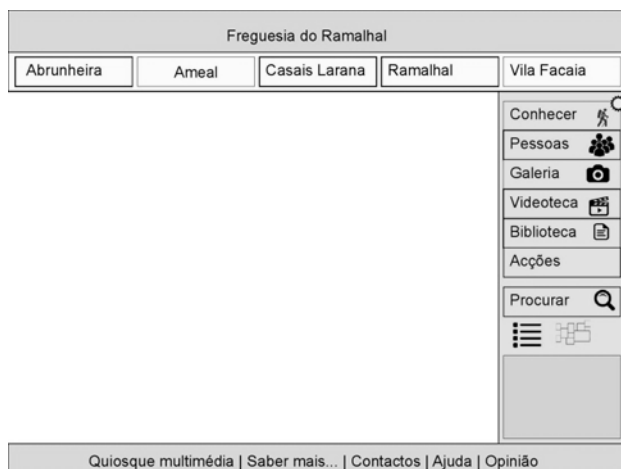 Freguesia do Ramalhal
Abrunheira Ameal Casais Larana Ramalhal Vila Facaia
Conhecer
Pessoas
Galeria
Videoteca
Biblioteca
Acções
Procurar
Quiosque multimédia | Saber mais... | Contactos | Ajuda | Opinião